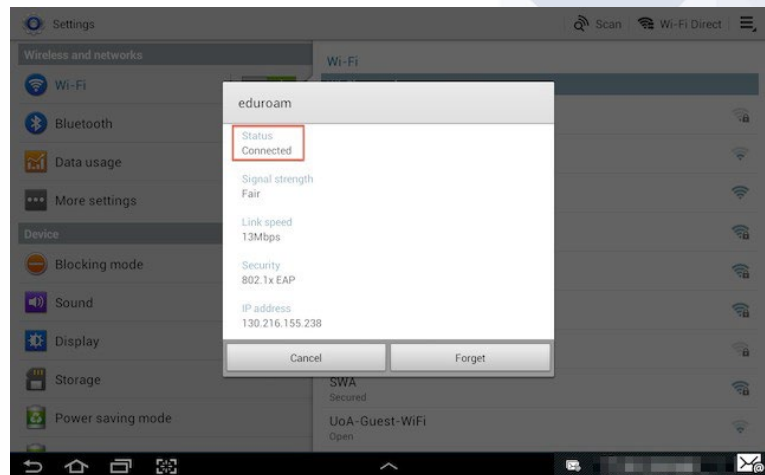 Settings
Scan
Wi-Fi Direct
Wireless and networks
Wi-Fi
Bluetooth
Data usage
More settings
Device
Blocking mode
Sound
Display
Storage
Power saving mode
Wi-Fi
eduroam
Status
Connected
Signal strength
Fair
Link speed
13Mbps
Security
802.1x EAP
IP address
130.216.155.238
Cancel
Forget
SWA
Secured
UoA-Guest-WiFi
Open